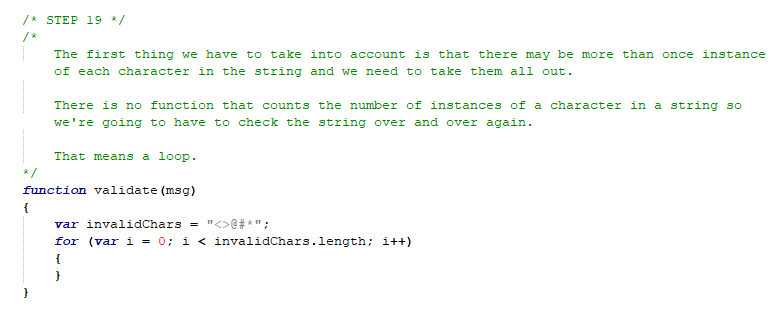 /* STEP 19 */
/*
The first thing we have to take into account is that there may be more than once instance
of each character in the string and we need to take them all out.
There is no function that counts the number of instances of a character in a string so
we're going to have to check the string over and over again.
That means a loop.
*/
function validate(msg)
{
var invalidChars = "<>@#*";
for (var i = 0; i < invalidChars.length; i++)
{
}
}